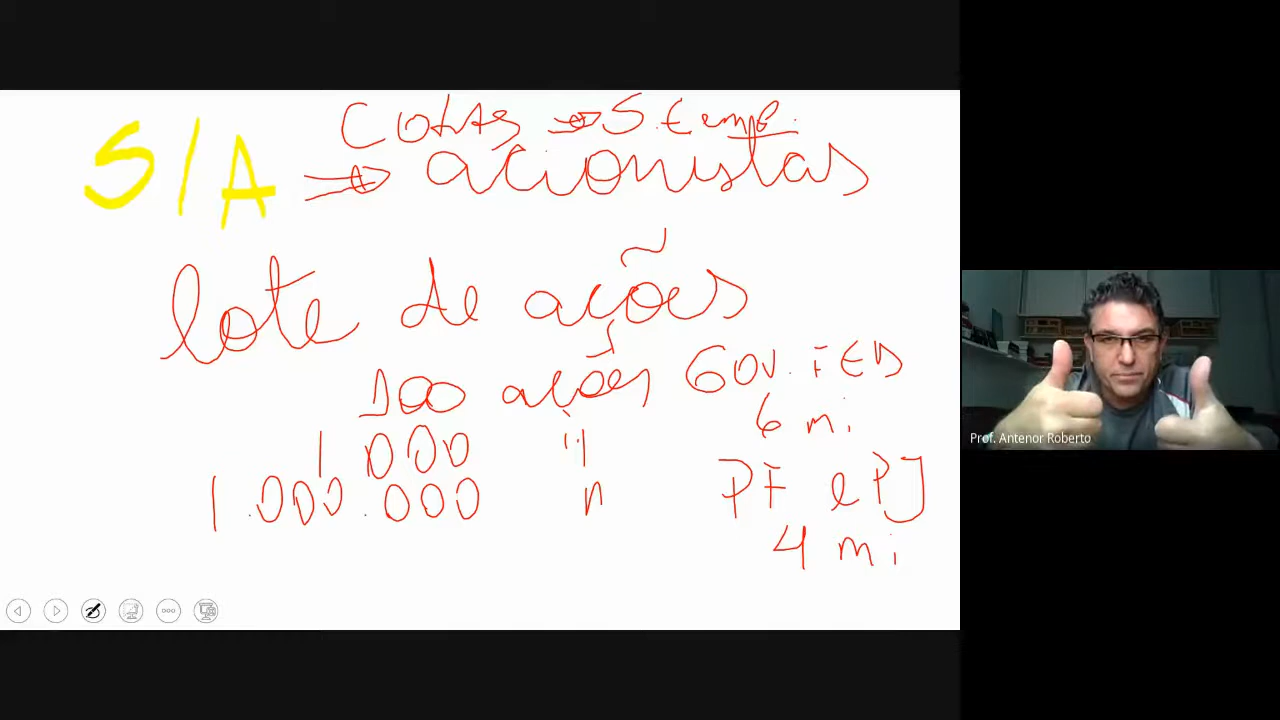 COTAS → S. Emp.
S/A ⇒ acionistas
lote de ações
100 ações GOV. FED
6 mi
1.000 "
1.000.000 "
PF e PJ
4 mi
Prof. Antenor Roberto